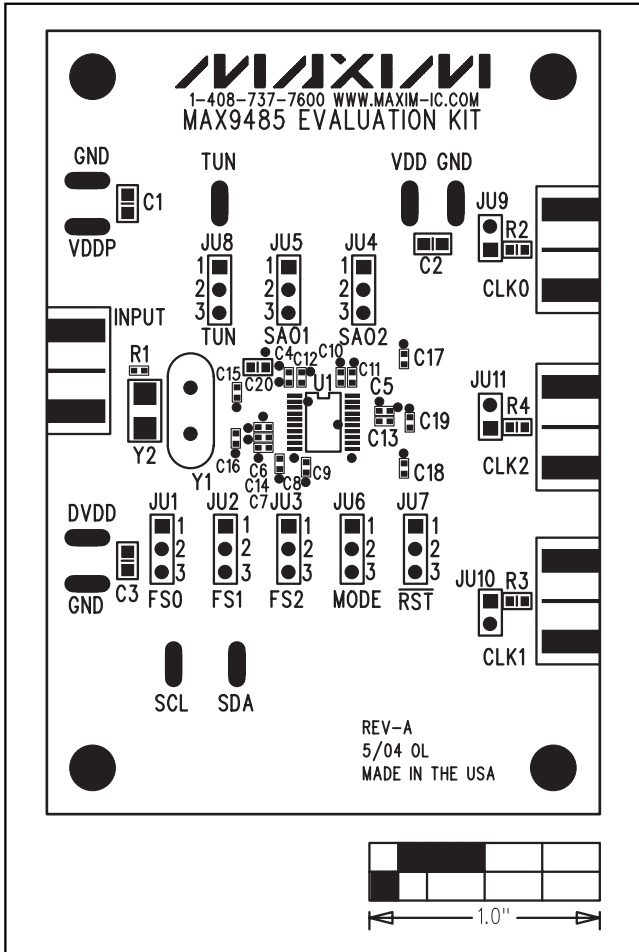 MAXIM
1-408-737-7600 WWW.MAXIM-IC.COM
MAX9485 EVALUATION KIT
GND
TUN
VDD GND
C1
JU9
R2
VDDP
JU8
JU5
JU4
C2
1
2
3
1
2
3
1
2
3
CLK0
INPUT
TUN
SAO1
SAO2
R1
C15
C4
C12
C10
C11
C17
C20
U1
C5
JU11
R4
C13
C19
Y2
Y1
C16
C6
C14
C7
C8
C9
C18
CLK2
DVDD
JU1
JU2
JU3
JU6
JU7
1
2
3
1
2
3
1
2
3
1
2
3
1
2
3
GND
C3
FS0
FS1
FS2
MODE
RST
JU10
R3
CLK1
SCL
SDA
REV-A
5/04 OL
MADE IN THE USA
1.0"